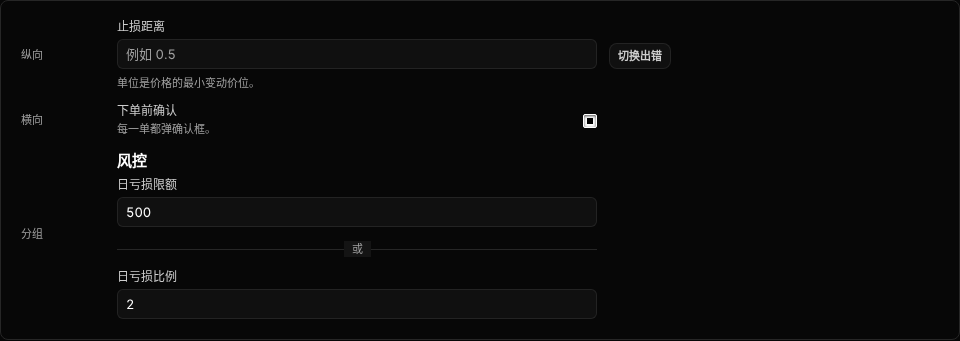 止损距离
纵向
例如 0.5
切换出错
单位是价格的最小变动价位。
下单前确认
横向
每一单都弹确认框。
风控
日亏损限额
500
分组
或
日亏损比例
2